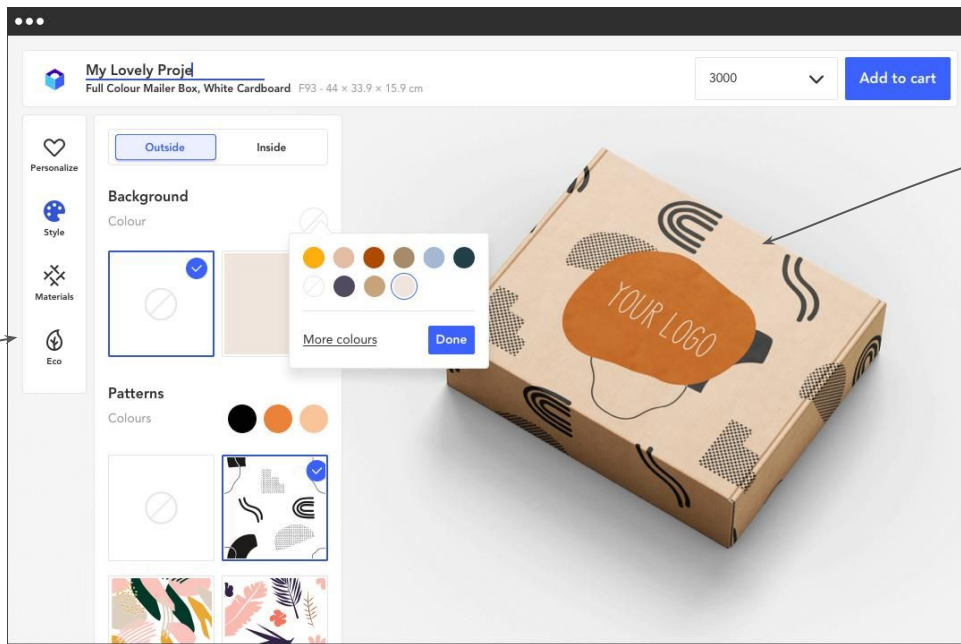 My Lovely Proje
Full Colour Mailer Box, White Cardboard F93 - 44 × 33.9 × 15.9 cm
3000
Add to cart
Personalize
Style
Materials
Eco
Outside
Inside
Background
Colour
More colours
Done
Patterns
Colours
YOUR LOGO